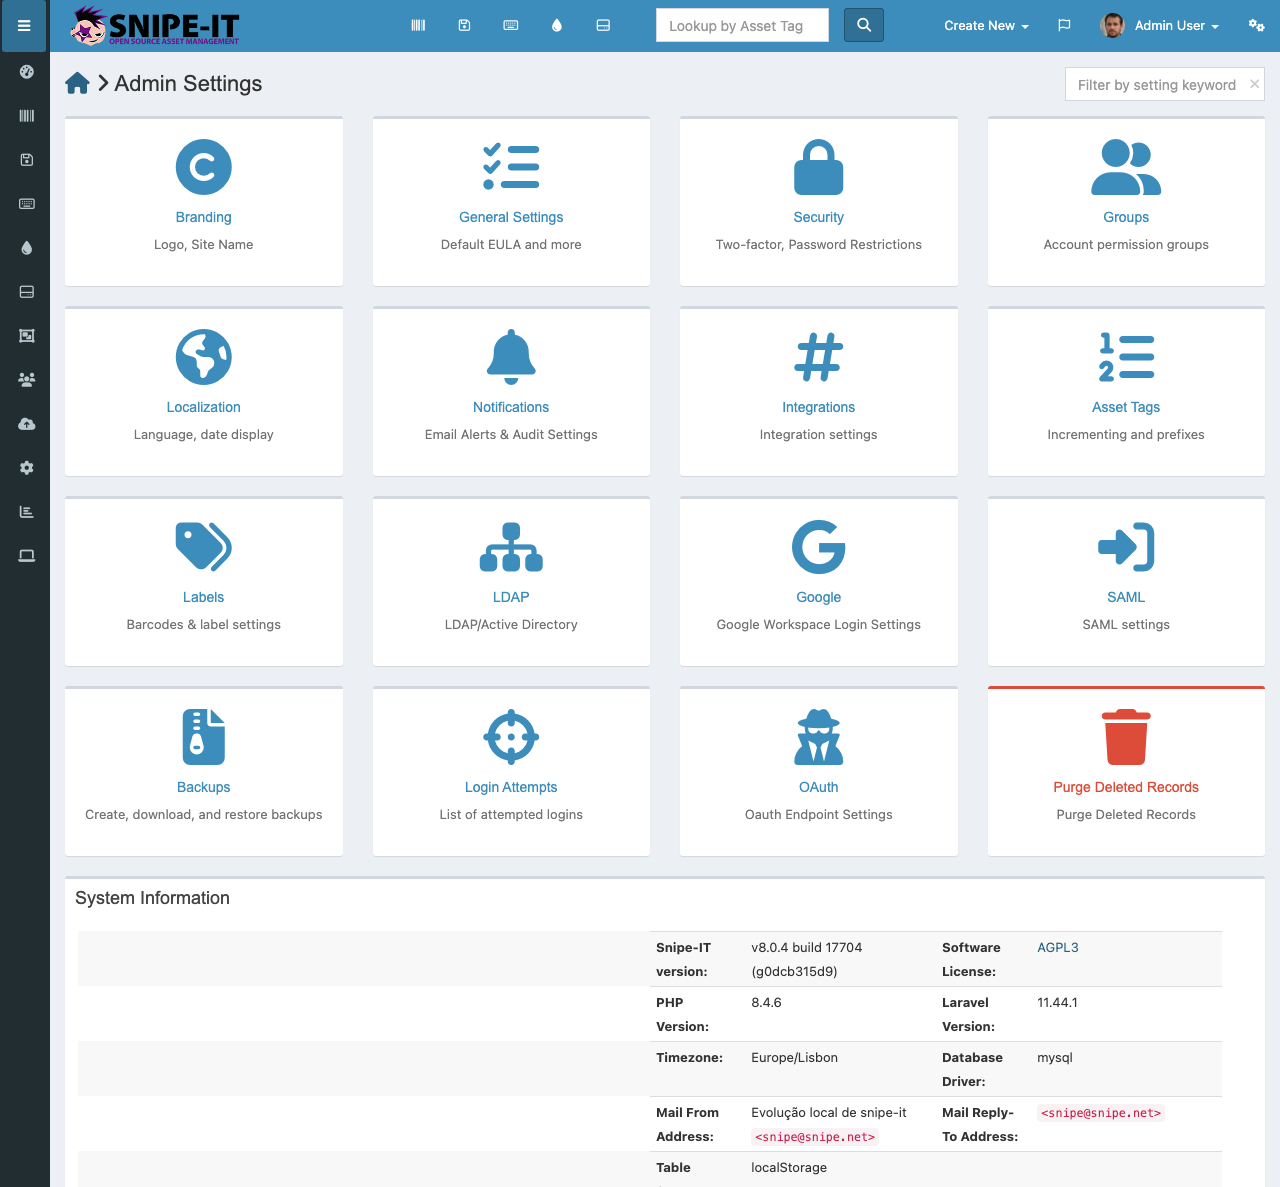 SNIPE-IT
OPEN SOURCE ASSET MANAGEMENT
Lookup by Asset Tag
Create New
Admin User
Admin Settings
Filter by setting keyword
Branding
Logo, Site Name
General Settings
Default EULA and more
Security
Two-factor, Password Restrictions
Groups
Account permission groups
Localization
Language, date display
Notifications
Email Alerts & Audit Settings
Integrations
Integration settings
Asset Tags
Incrementing and prefixes
Labels
Barcodes & label settings
LDAP
LDAP/Active Directory
Google
Google Workspace Login Settings
SAML
SAML settings
Backups
Create, download, and restore backups
Login Attempts
List of attempted logins
OAuth
Oauth Endpoint Settings
Purge Deleted Records
Purge Deleted Records
System Information
Snipe-IT version:
v8.0.4 build 17704 (g0dcb315d9)
Software License:
AGPL3
PHP Version:
8.4.6
Laravel Version:
11.44.1
Timezone:
Europe/Lisbon
Database Driver:
mysql
Mail From Address:
Evolução local de snipe-it <snipe@snipe.net>
Mail Reply-To Address:
<snipe@snipe.net>
Table
localStorage